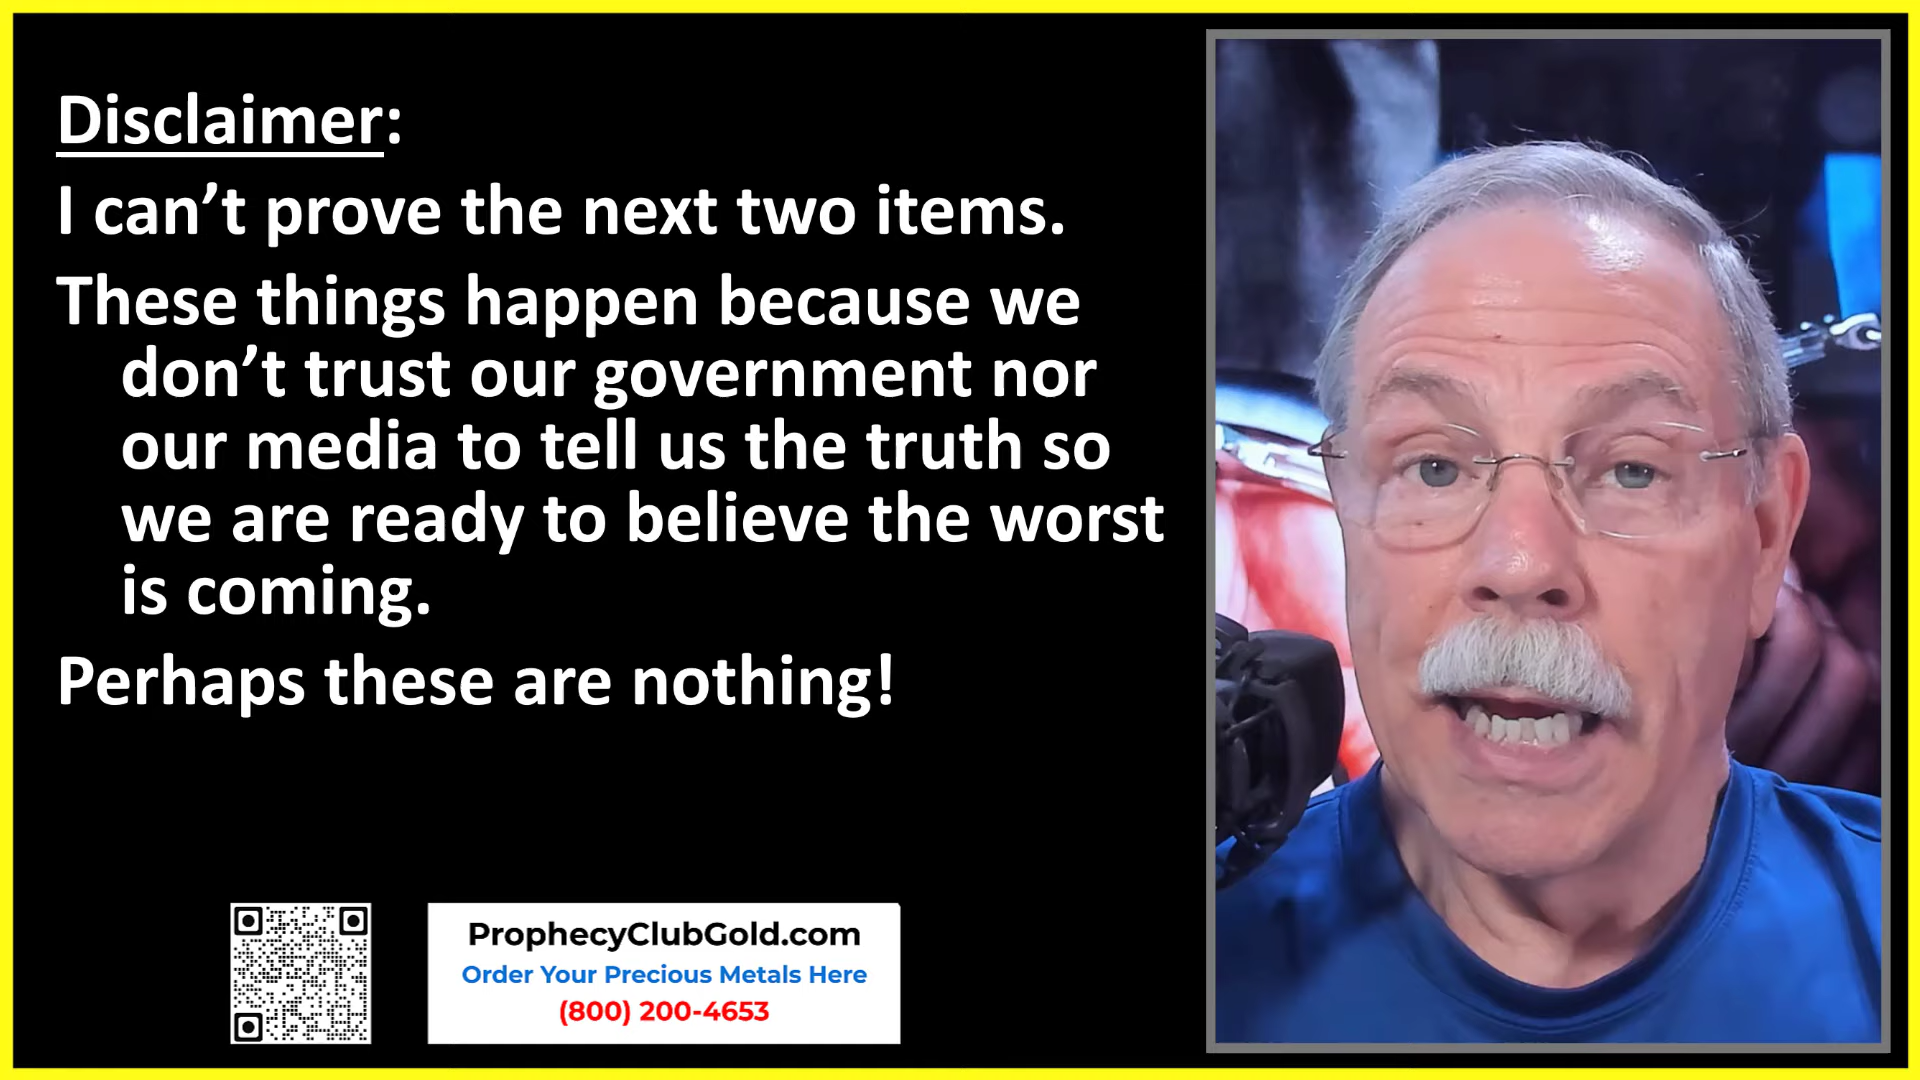 Disclaimer:
I can’t prove the next two items.
These things happen because we
don’t trust our government nor
our media to tell us the truth so
we are ready to believe the worst
is coming.
Perhaps these are nothing!
ProphecyClubGold.com
Order Your Precious Metals Here
(800) 200-4653